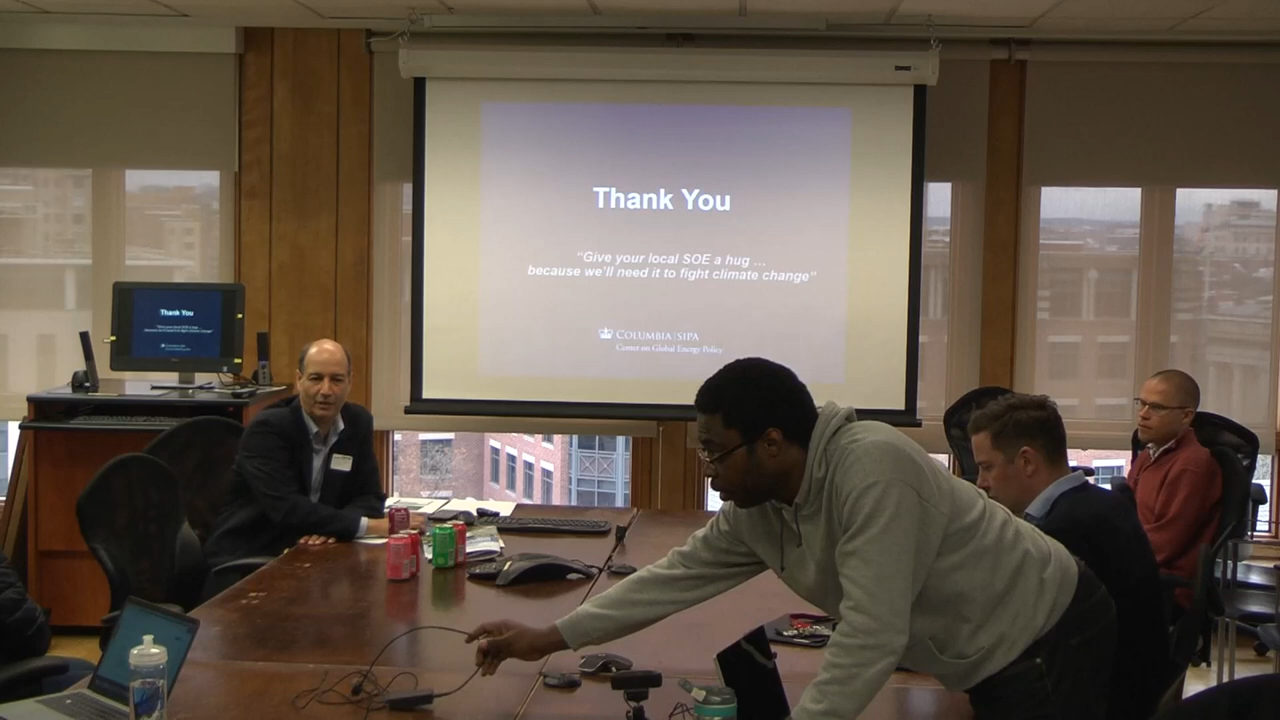 Thank You
“Give your local SOE a hug ...
because we'll need it to fight climate change”
COLUMBIA | SIPA
Center on Global Energy Policy
Thank You